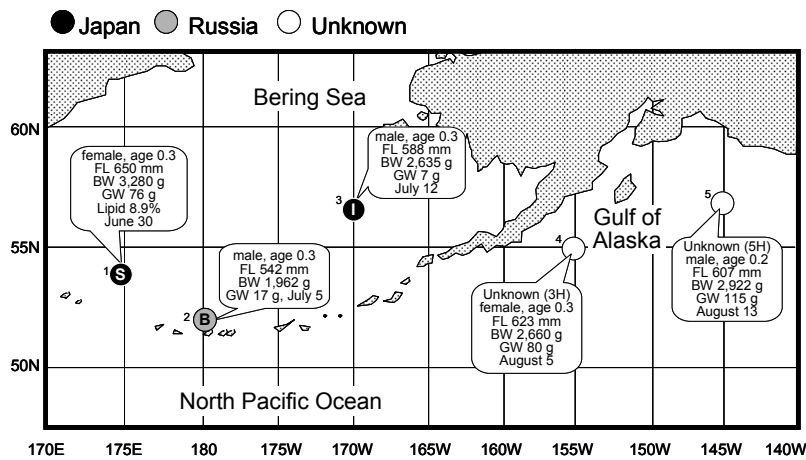 Japan Russia Unknown
Bering Sea
60N
male, age 0.3
FL 588 mm
BW 2,635 g
GW 7 g
July 12
female, age 0.3
FL 650 mm
BW 3,280 g
GW 76 g
Lipid 8.9%
June 30
3 I
5
Gulf of
Alaska
4
55N
1 S
male, age 0.3
FL 542 mm
BW 1,962 g
GW 17 g, July 5
Unknown (5H)
male, age 0.2
FL 607 mm
BW 2,922 g
GW 115 g
August 13
Unknown (3H)
female, age 0.3
FL 623 mm
BW 2,660 g
GW 80 g
August 5
2 B
50N
North Pacific Ocean
170E 175E 180 170W 165W 160W 155W 150W 145W 140W